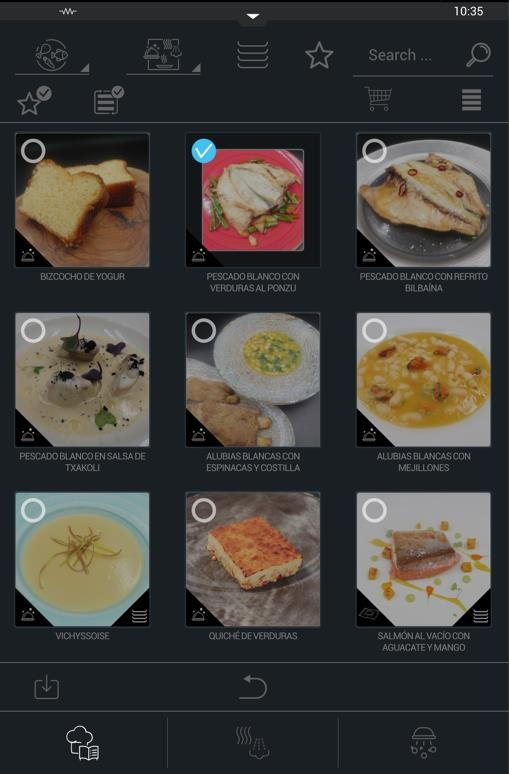 10:35
Search ...
BIZCOCHO DE YOGUR
PESCADO BLANCO CON
VERDURAS AL PONZU
PESCADO BLANCO CON REFRITO
BILBAÍNA
PESCADO BLANCO EN SALSA DE
TXAKOLI
ALUBIAS BLANCAS CON
ESPINACAS Y COSTILLA
ALUBIAS BLANCAS CON
MEJILLONES
VICHYSSOISE
QUICHÉ DE VERDURAS
SALMÓN AL VACÍO CON
AGUACATE Y MANGO